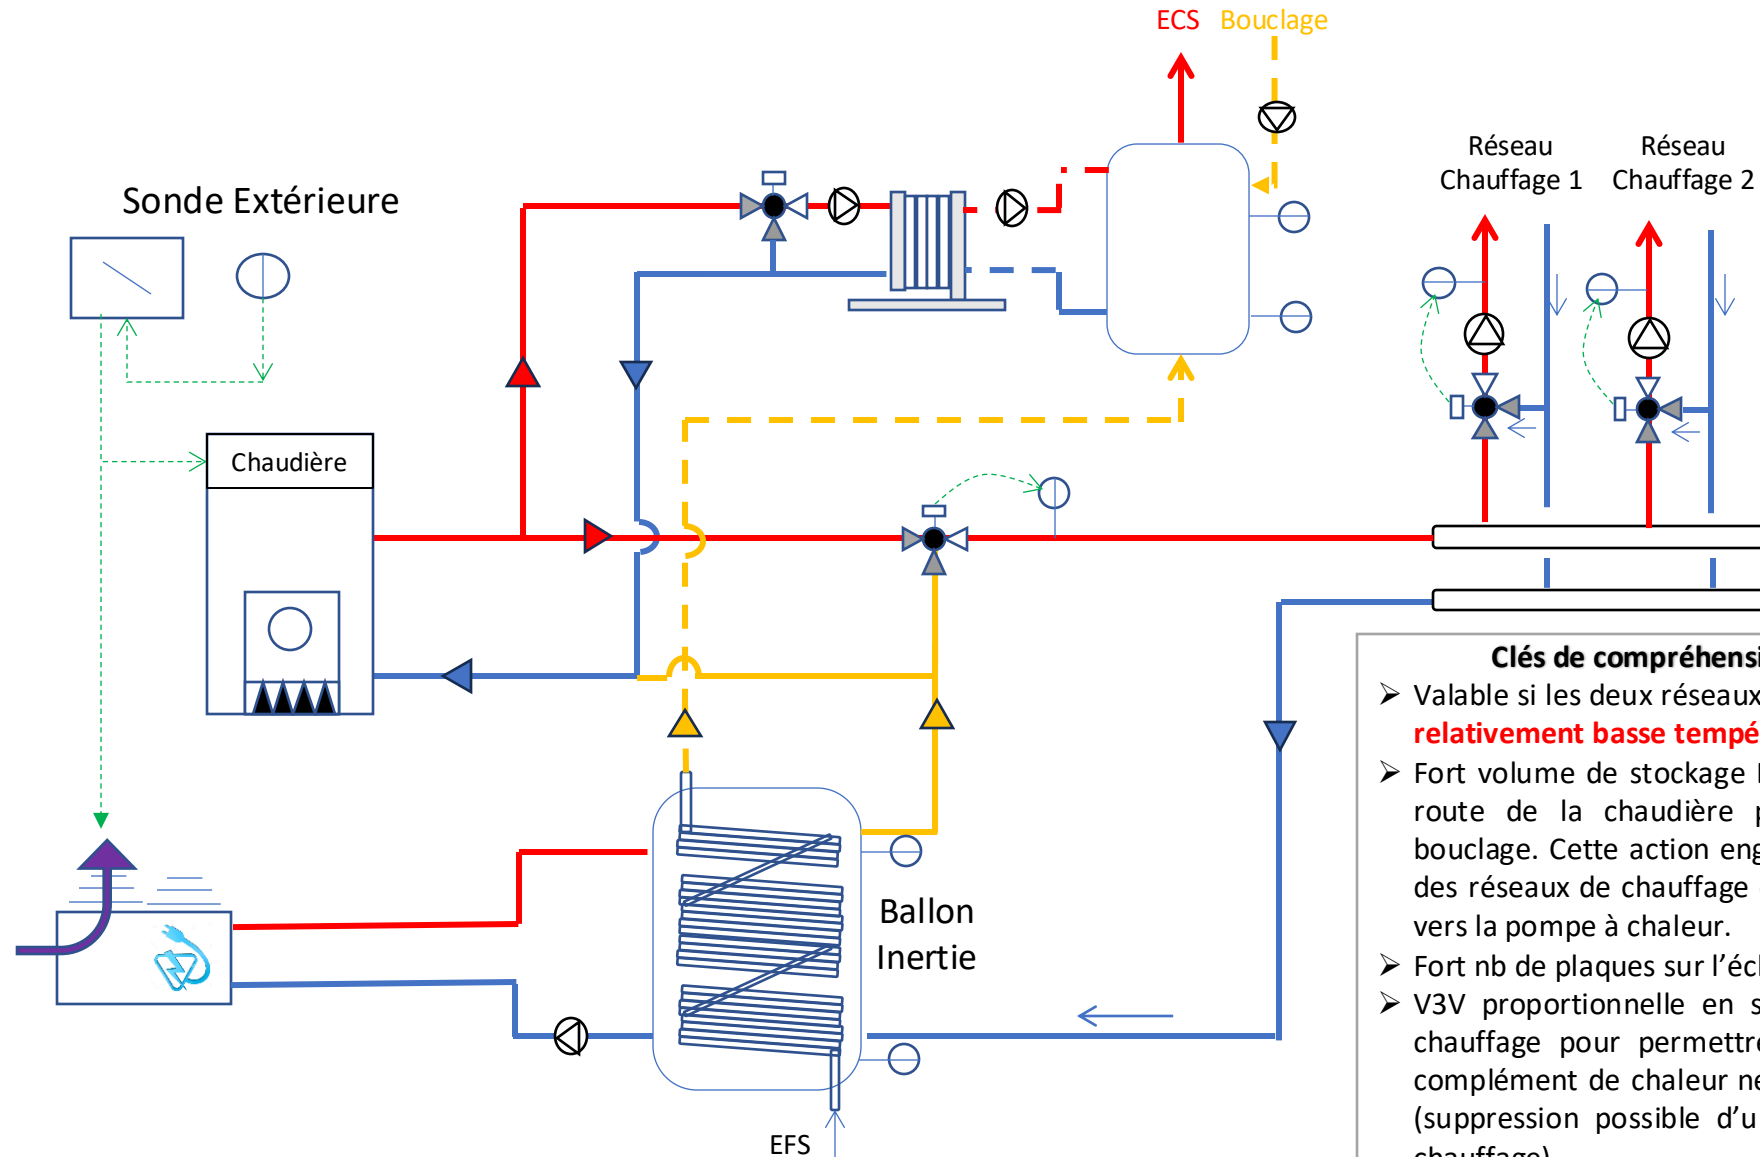 ECS Bouclage
Réseau
Chauffage 1
Réseau
Chauffage 2
Sonde Extérieure
Chaudière
Ballon
Inertie
EFS
Clés de compréhensi
➢ Valable si les deux réseaux
relativement basse tempé
➢ Fort volume de stockage
route de la chaudière p
bouclage. Cette action eng
des réseaux de chauffage
vers la pompe à chaleur.
➢ Fort nb de plaques sur l’écl
➢ V3V proportionnelle en s
chauffage pour permettre
complément de chaleur ne
(suppression possible d’u
chauffage)